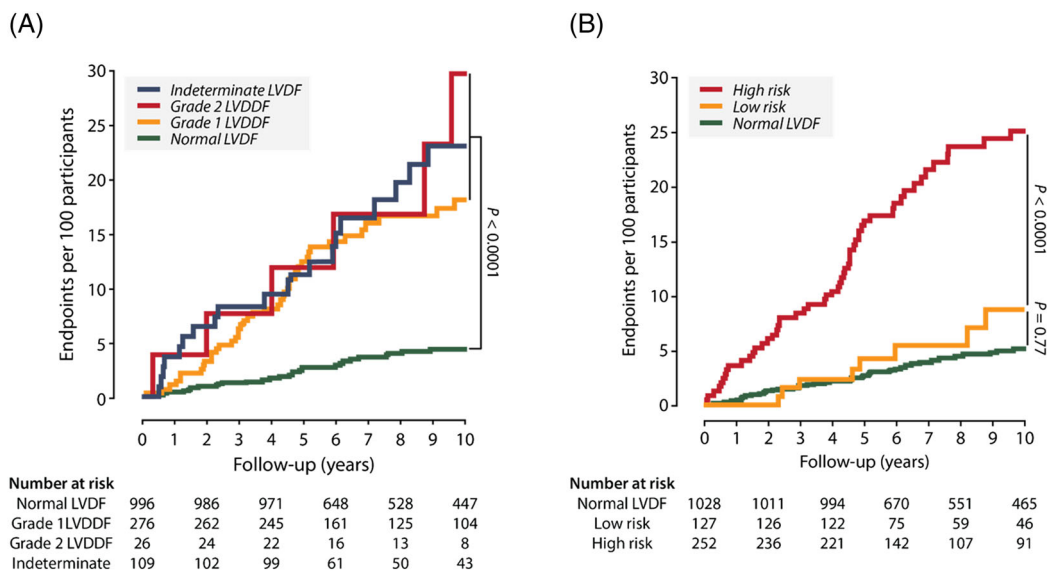 (A)
Endpoints per 100 participants
30
25
20
15
10
5
0
Indeterminate LVDF
Grade 2 LVDDF
Grade 1 LVDDF
Normal LVDF
P < 0.0001
0 1 2 3 4 5 6 7 8 9 10
Follow-up (years)
Number at risk
Normal LVDF 996 986 971 648 528 447
Grade 1LVDDF 276 262 245 161 125 104
Grade 2 LVDDF 26 24 22 16 13 8
Indeterminate 109 102 99 61 50 43
(B)
Endpoints per 100 participants
30
25
20
15
10
5
0
High risk
Low risk
Normal LVDF
P < 0.0001
P = 0.77
0 1 2 3 4 5 6 7 8 9 10
Follow-up (years)
Number at risk
Normal LVDF 1028 1011 994 670 551 465
Low risk 127 126 122 75 59 46
High risk 252 236 221 142 107 91